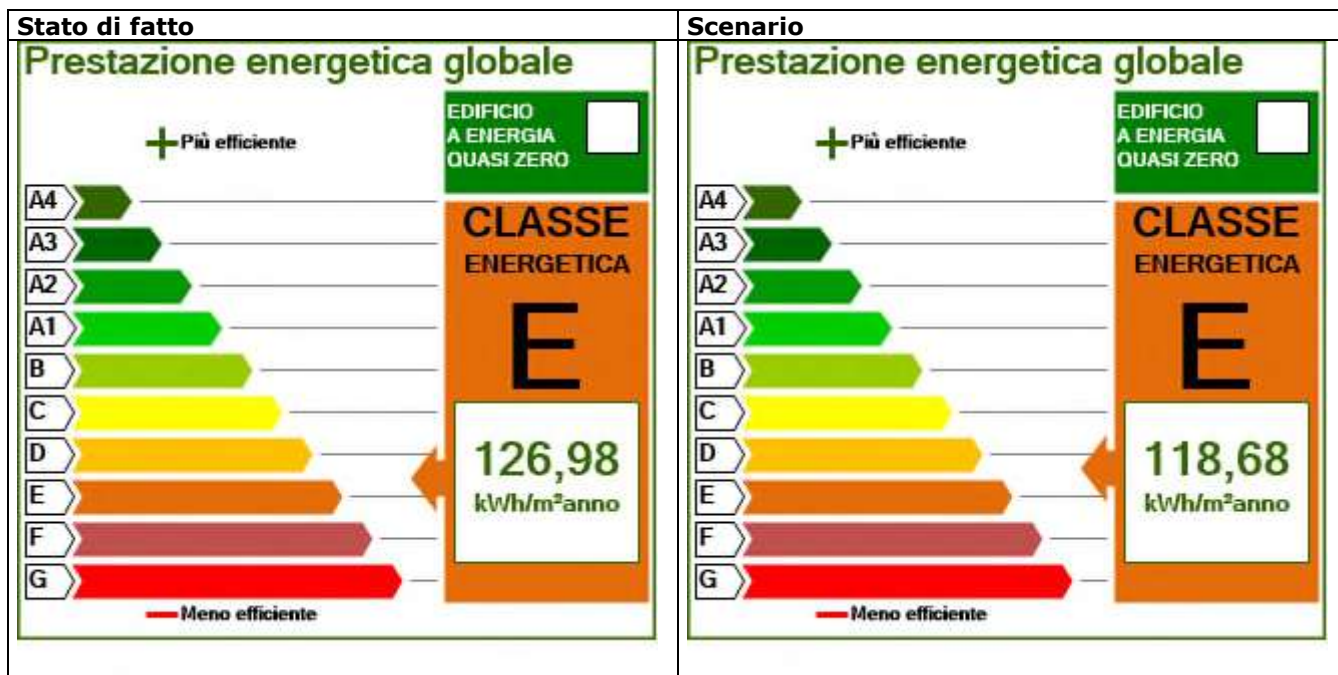 Stato di fatto
Prestazione energetica globale
Più efficiente
EDIFICIO
A ENERGIA
QUASI ZERO
A4
A3
A2
A1
B
C
D
E
F
G
CLASSE
ENERGETICA
E
126,98
kWh/m²anno
Meno efficiente
Scenario
Prestazione energetica globale
Più efficiente
EDIFICIO
A ENERGIA
QUASI ZERO
A4
A3
A2
A1
B
C
D
E
F
G
CLASSE
ENERGETICA
E
118,68
kWh/m²anno
Meno efficiente